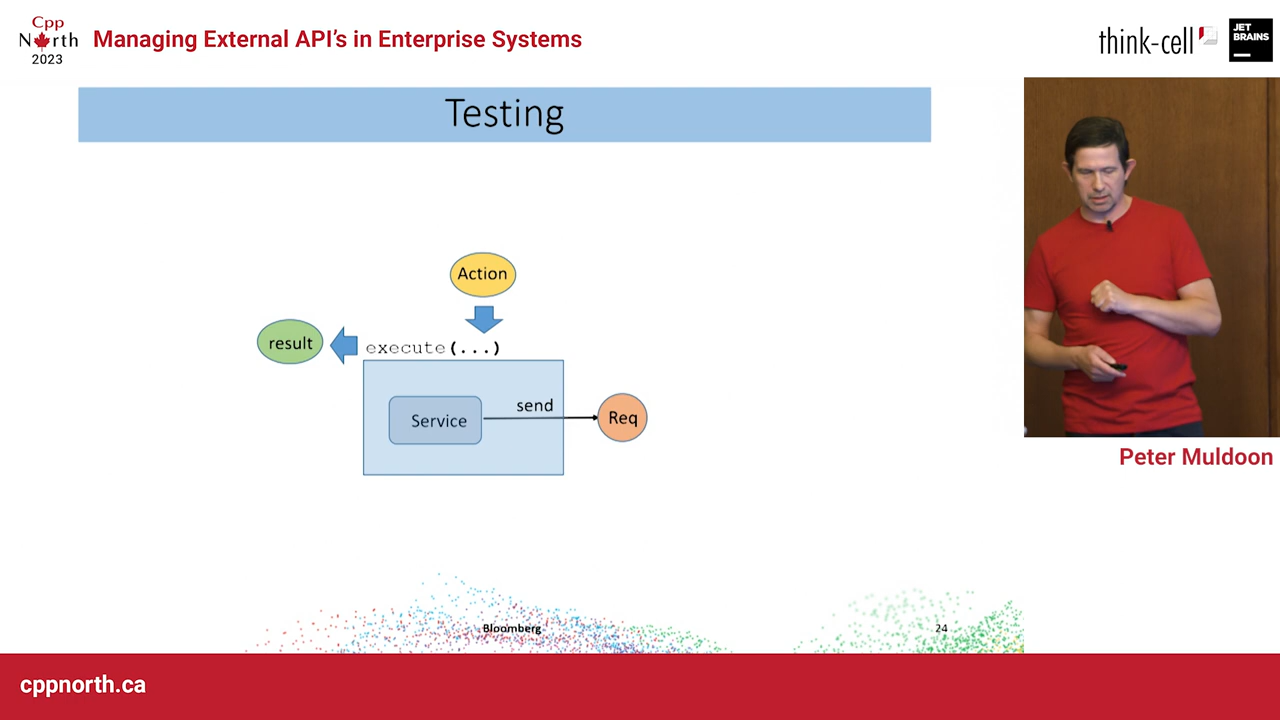 Cpp
North
2023
Managing External API's in Enterprise Systems
think-cell
JET
BRAINS
Testing
Action
result
execute(...)
Service
send
Req
Peter Muldoon
Bloomberg
24
cppnorth.ca